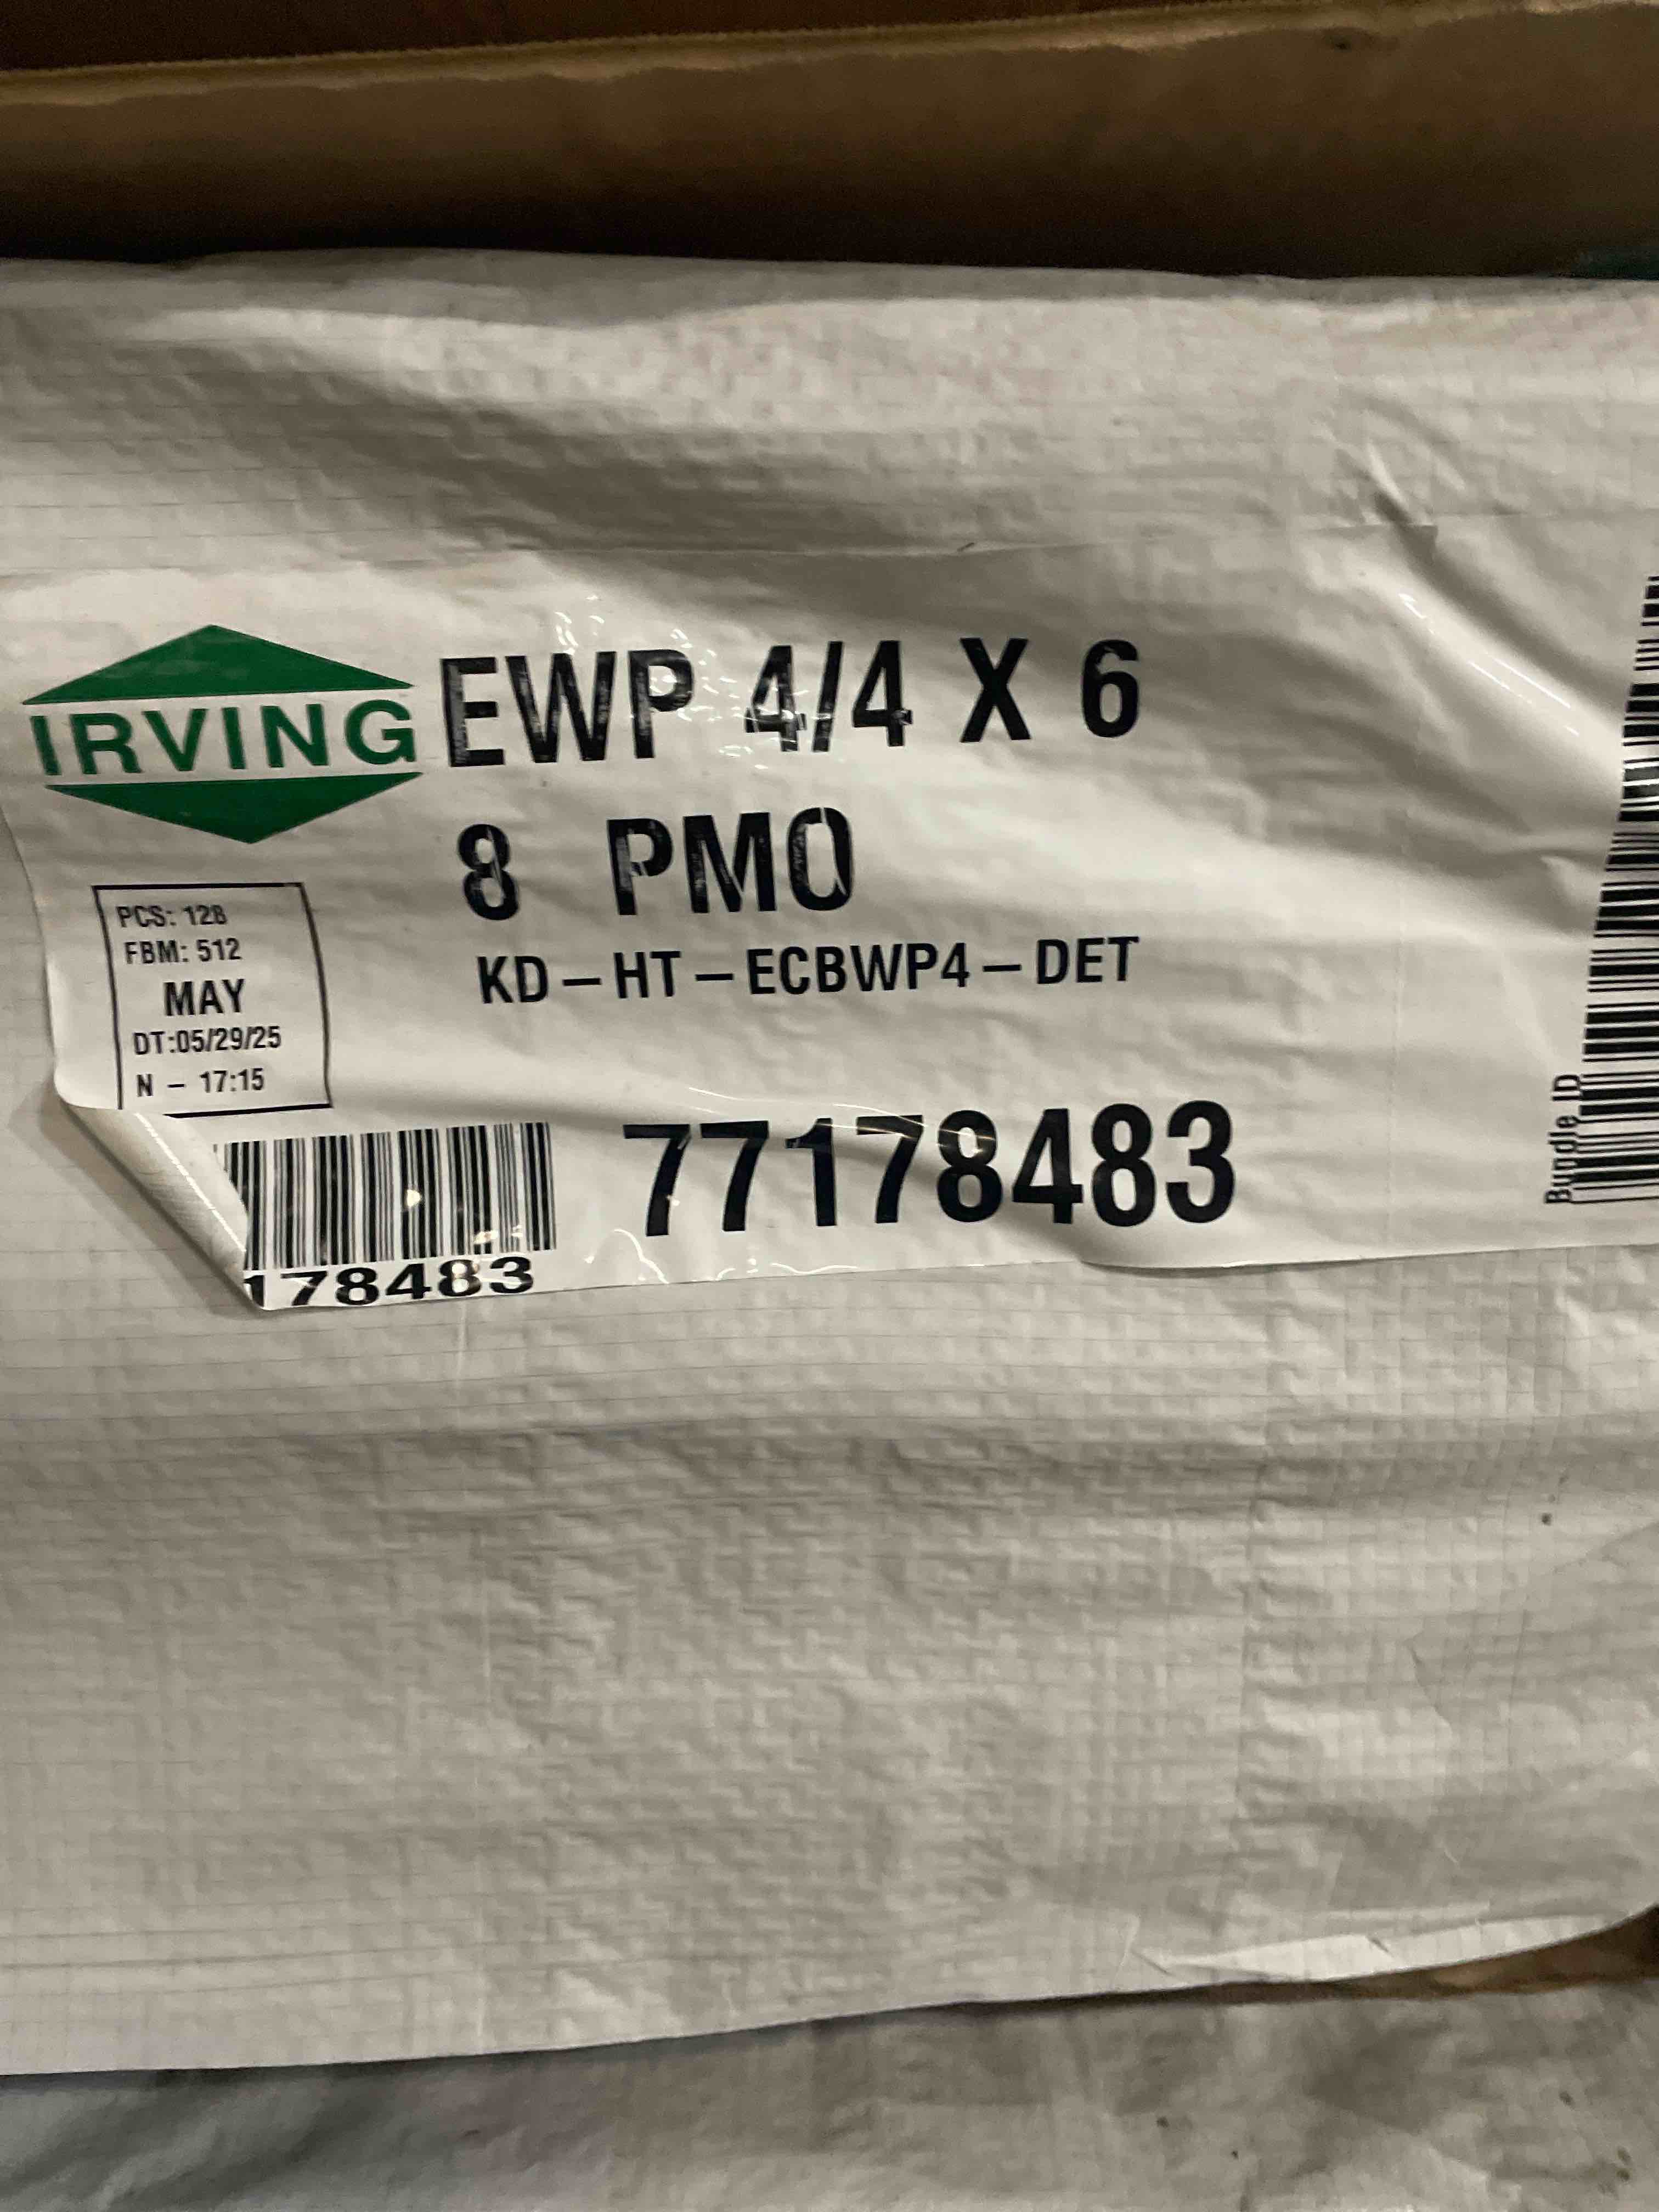 IRVING
EWP 4/4 X 6
8 PMO
KD-HT-ECBWP4-DET
PCS: 128
FBM: 512
MAY
DT:05/29/25
N - 17:15
77178483
178483
Bundle ID